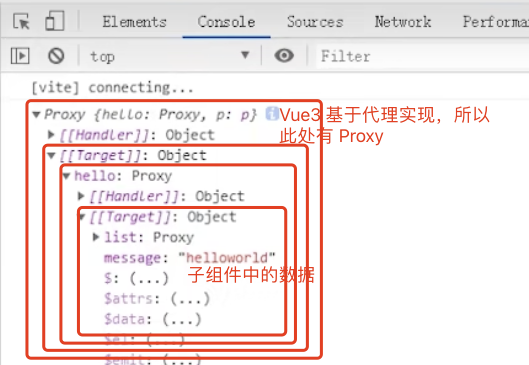 Elements Console Sources Network Performa
top Filter
[vite] connecting...
Proxy {hello: Proxy, p: p} i Vue3 基于代理实现，所以
[[Handler]]: Object 此处有 Proxy
[[Target]]: Object
hello: Proxy
[[Handler]]: Object
[[Target]]: Object
list: Proxy
message: "helloworld"
$: (...) 子组件中的数据
$attrs: (...)
$data: (...)
$el: (...)
$emit: (...)